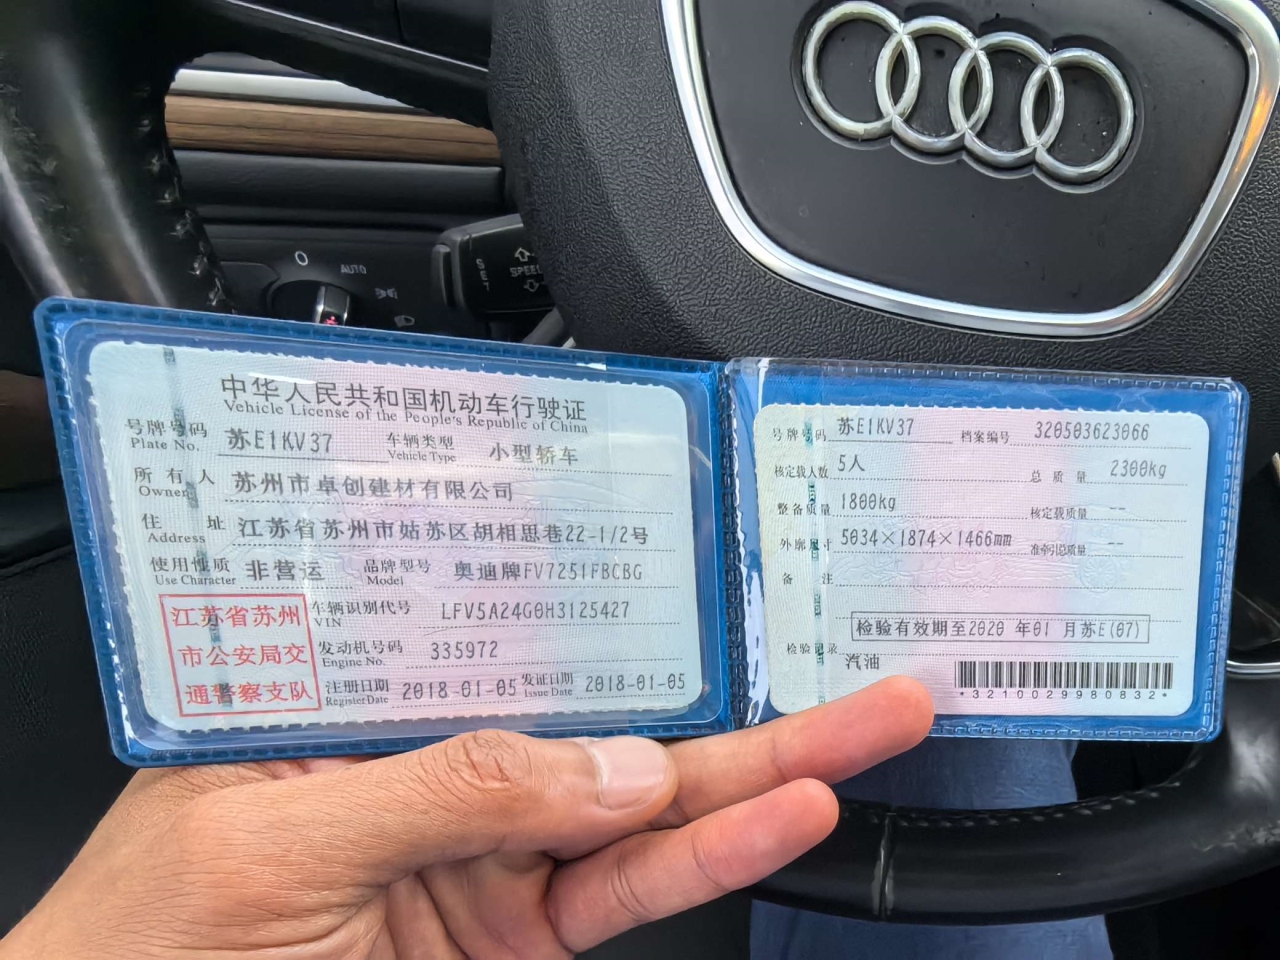 AUTO
SET
SPEED
中华人民共和国机动车行驶证
Vehicle License of the People's Republic of China
号牌号码 苏E1KV37 车辆类型 小型轿车
Plate No. Vehicle Type
所有人 苏州市卓创建材有限公司
Owner
住址 江苏省苏州市姑苏区胡相思巷22-1/2号
Address
使用性质 非营运 品牌型号 奥迪牌FV7251FBCBG
Use Character Model
江苏省苏州
市公安局交
通警察支队
车辆识别代号 LFV5A24G0H3125427
VIN
发动机号码 335972
Engine No.
注册日期 2018-01-05 发证日期 2018-01-05
Register Date Issue Date
号牌号码 苏E1KV37 档案编号 320503623066
核定载人数 5人 总质量 2300kg
整备质量 1800kg 核定载质量 --
外廓尺寸 5034×1874×1466mm 准牵引总质量 --
备注
检验有效期至2020 年01 月苏E(07)
检验记录
汽油
*3210029980832*